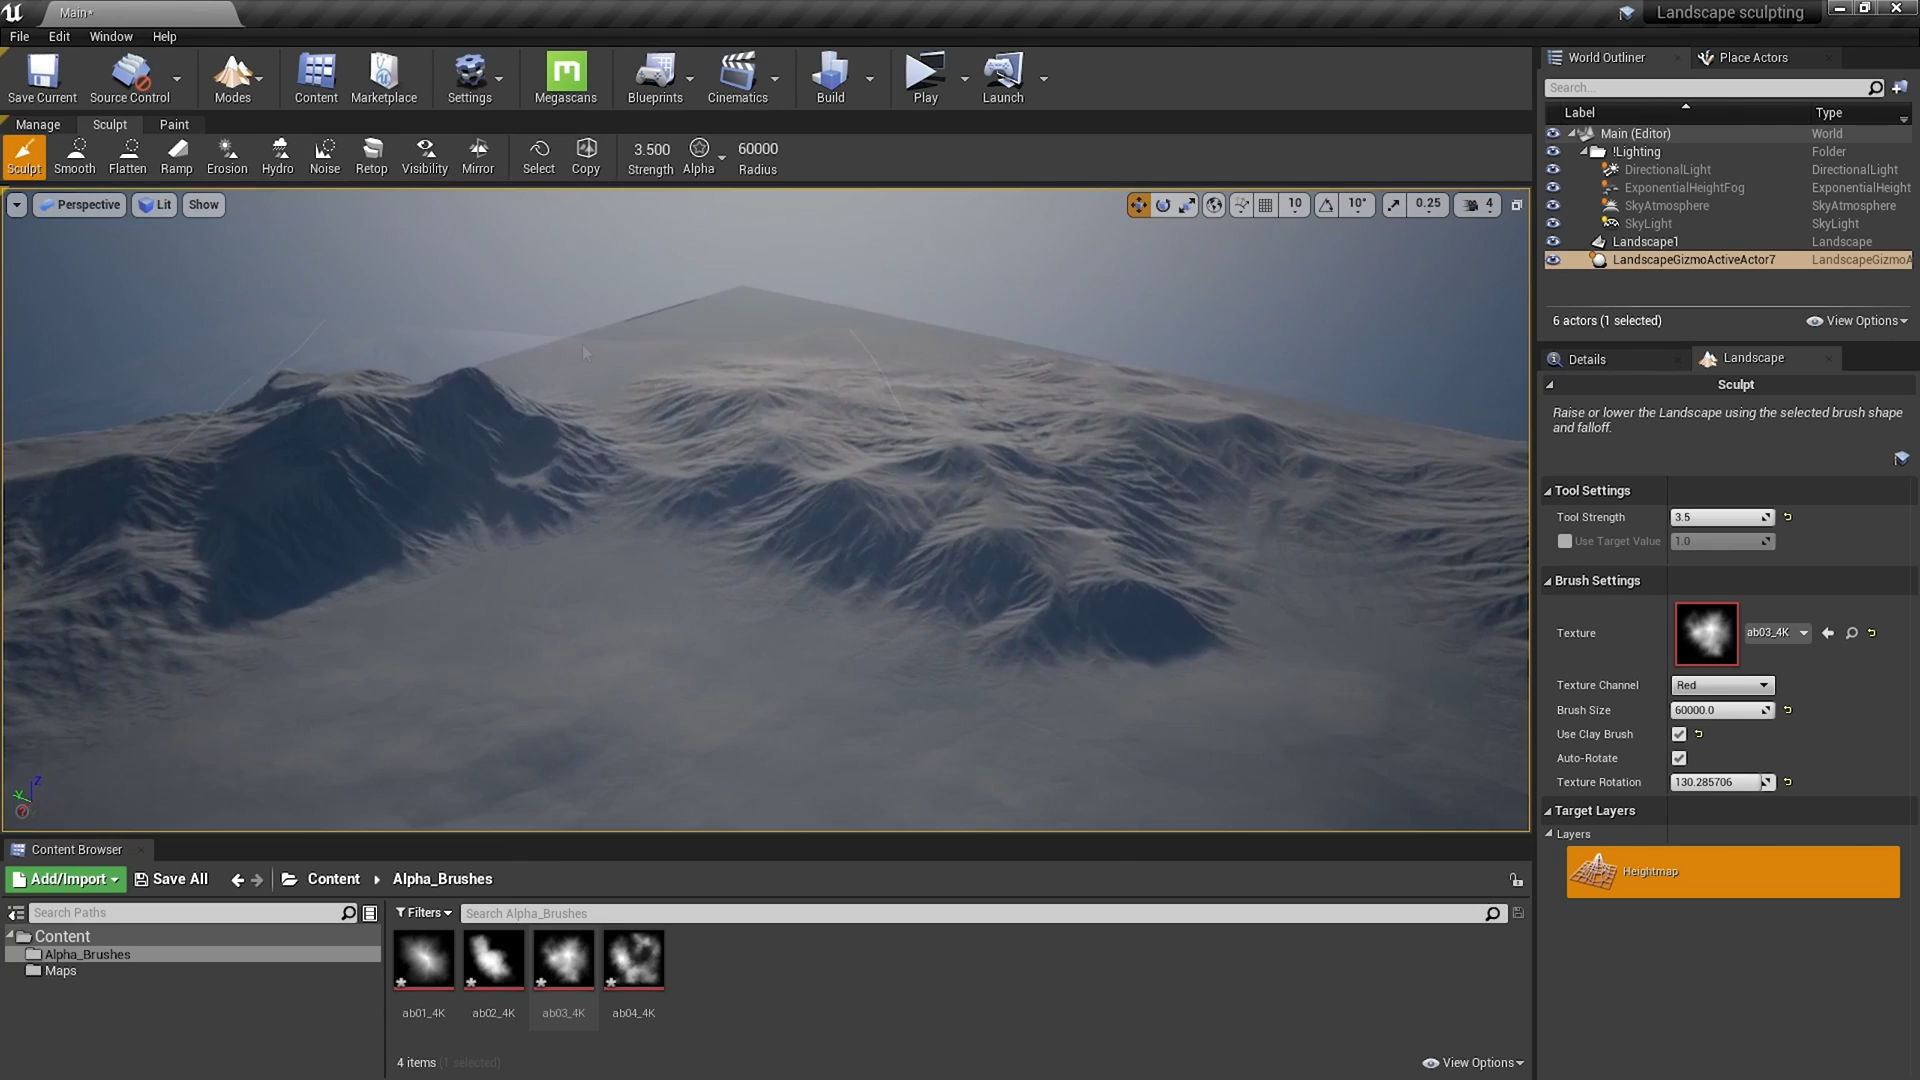 Main*
Landscape sculpting
File Edit Window Help
Save Current Source Control Modes Content Marketplace Settings Megascans Blueprints Cinematics Build Play Launch
Manage Sculpt Paint
Sculpt Smooth Flatten Ramp Erosion Hydro Noise Retop Visibility Mirror Select Copy 3.500 Strength Alpha 60000 Radius
Perspective Lit Show 10 10° 0.25 4
World Outliner Place Actors
Search...
Label Type
Main (Editor) World
!Lighting Folder
DirectionalLight DirectionalLight
ExponentialHeightFog ExponentialHeight
SkyAtmosphere SkyAtmosphere
SkyLight SkyLight
Landscape1 Landscape
LandscapeGizmoActiveActor7 LandscapeGizmoA
6 actors (1 selected) View Options
Details Landscape
Sculpt
Raise or lower the Landscape using the selected brush shape
and falloff.
Tool Settings
Tool Strength 3.5
Use Target Value 1.0
Brush Settings
Texture ab03_4K
Texture Channel Red
Brush Size 60000.0
Use Clay Brush
Auto-Rotate
Texture Rotation 130.285706
Target Layers
Layers
Heightmap
Z
Y
Content Browser
Add/Import Save All Content Alpha_Brushes
Search Paths
Filters Search Alpha_Brushes
Content
Alpha_Brushes
Maps
ab01_4K ab02_4K ab03_4K ab04_4K
4 items (1 selected) View Options